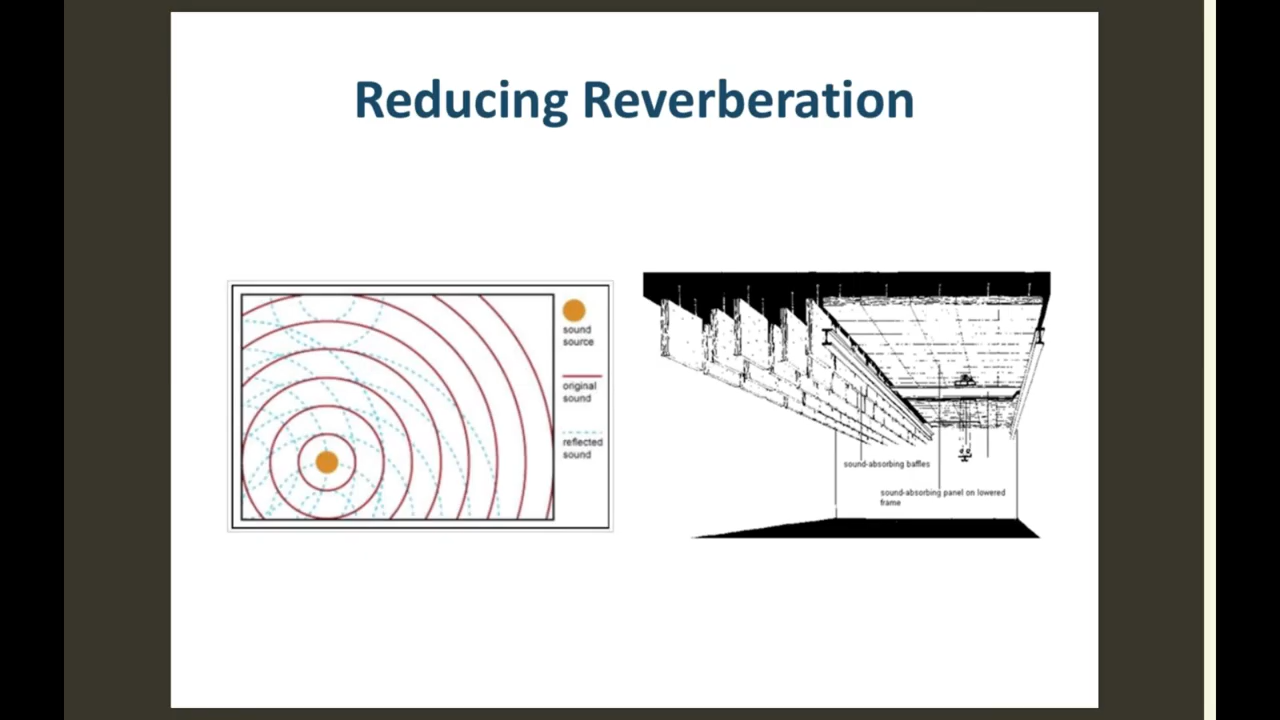 Reducing Reverberation
sound
source
original
sound
reflected
sound
sound-absorbing baffles
sound-absorbing panel on lowered
frame